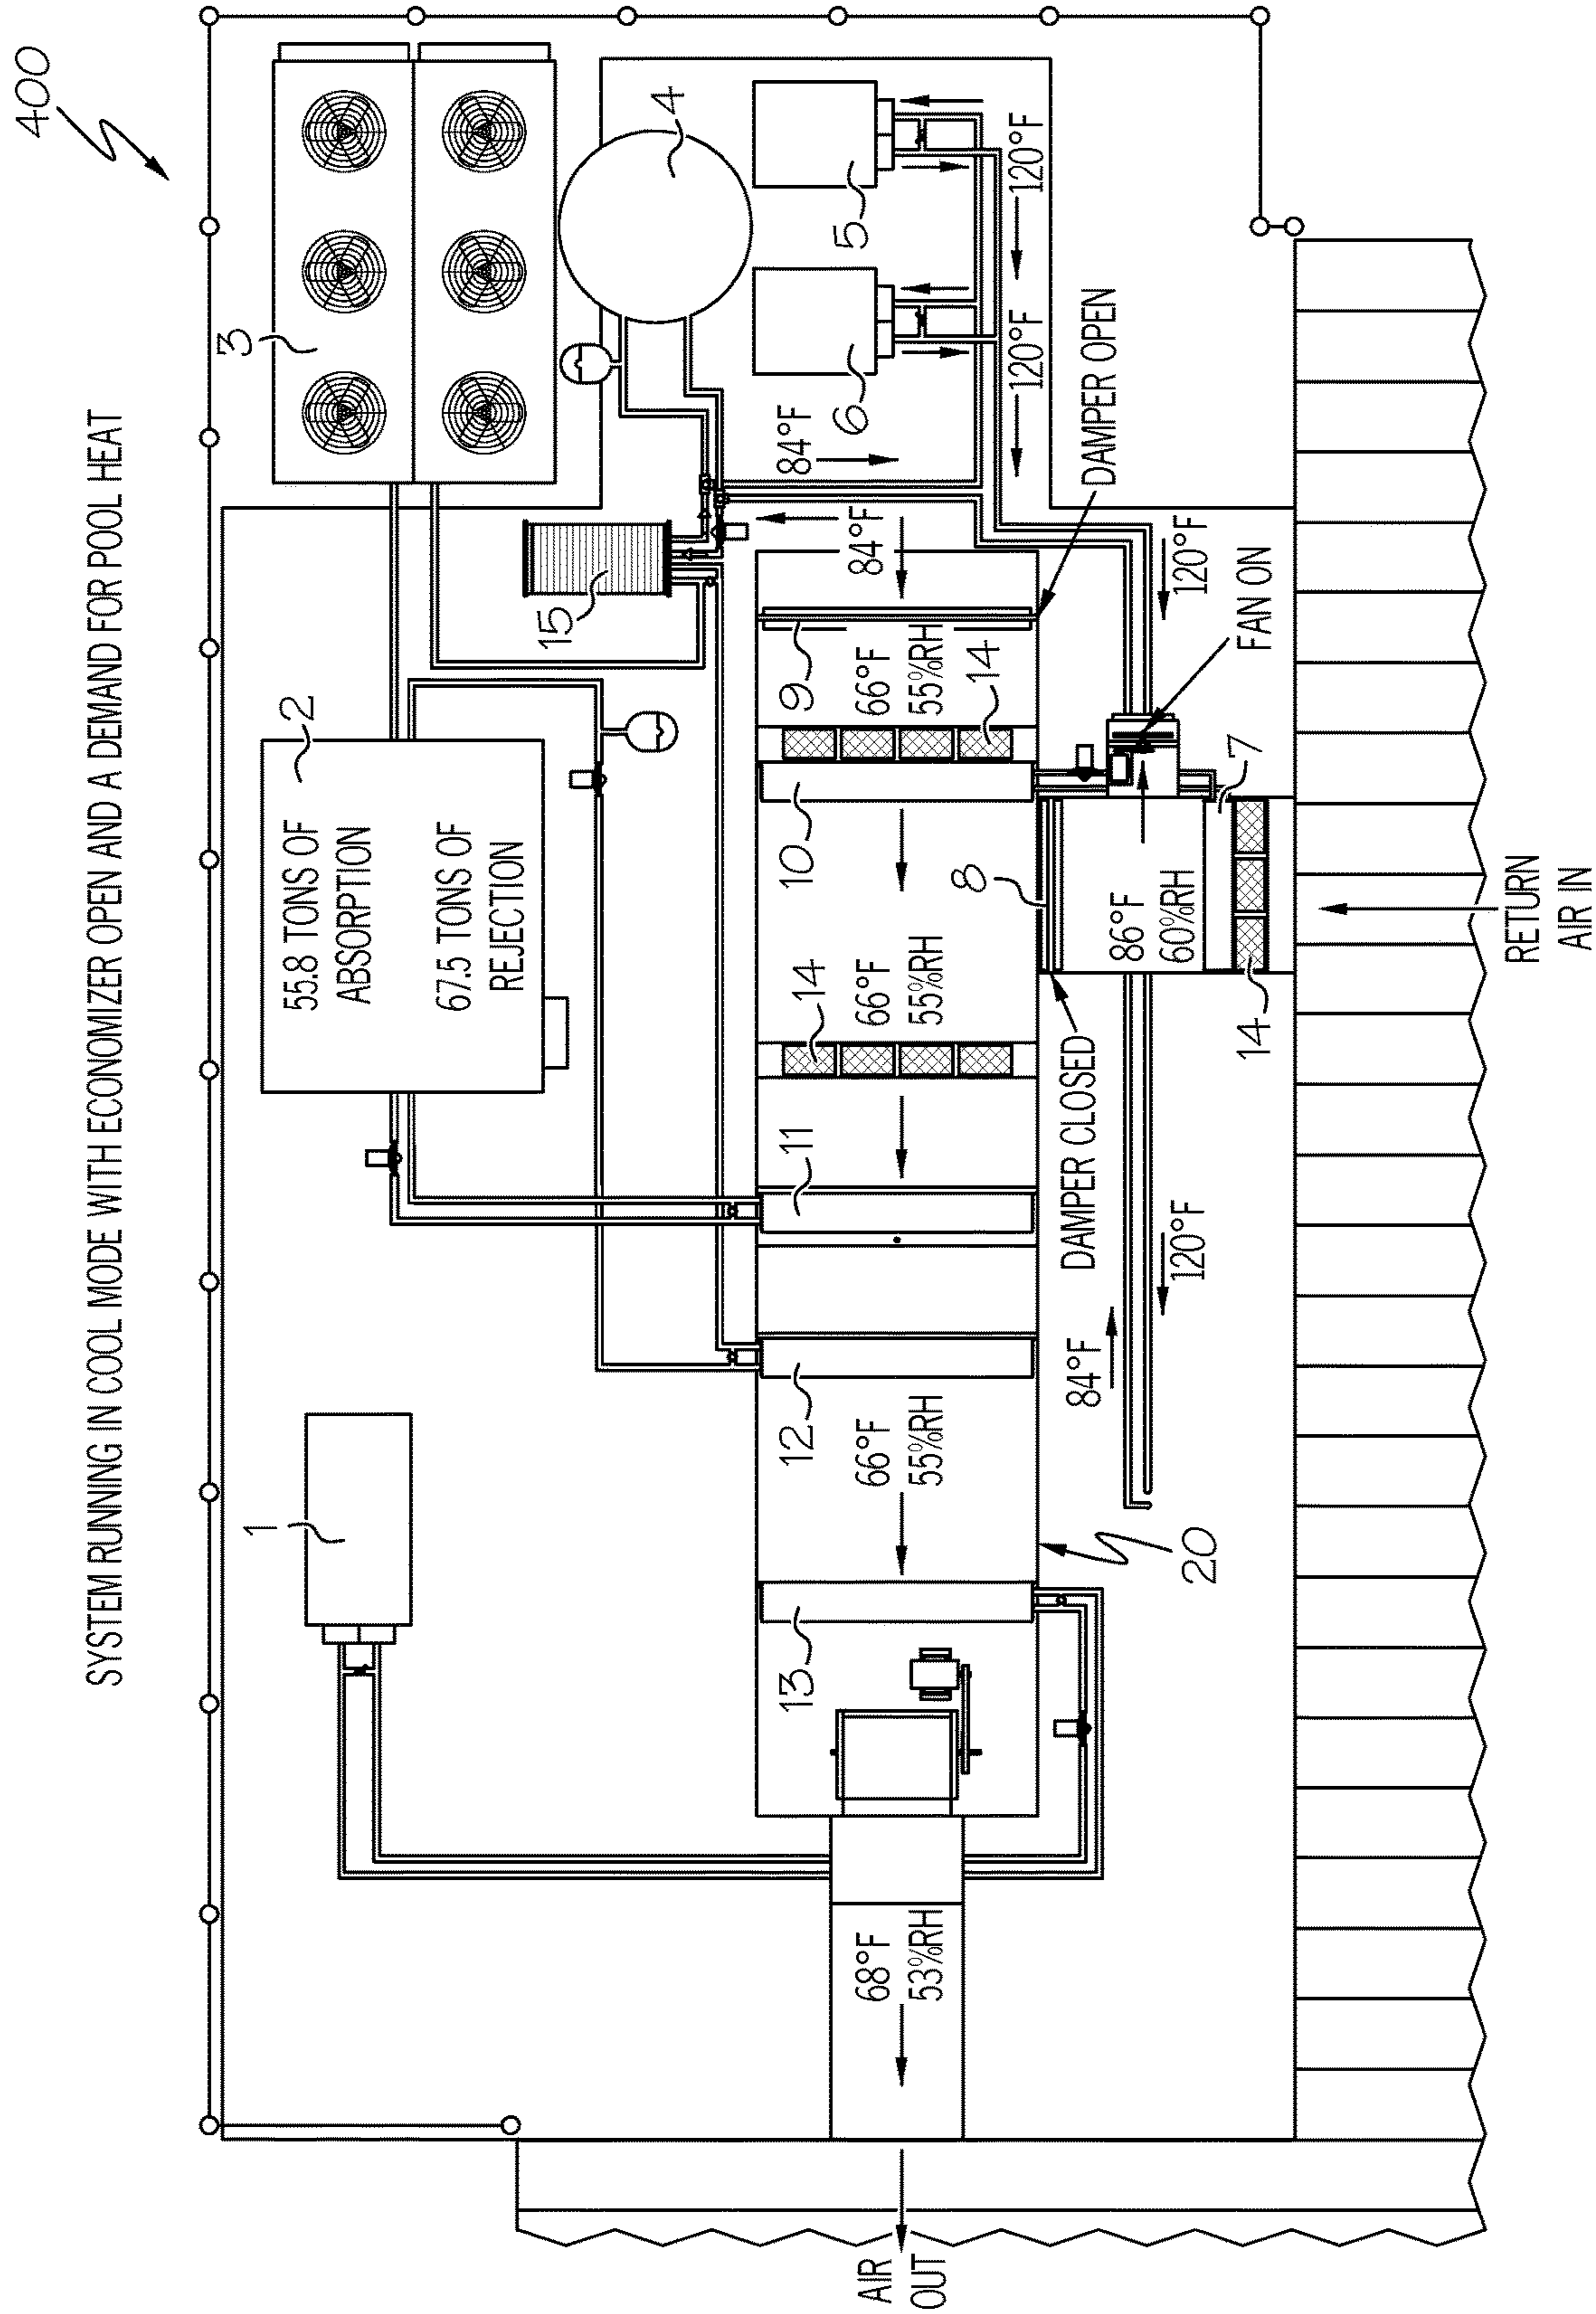 SYSTEM RUNNING IN COOL MODE WITH ECONOMIZER OPEN AND A DEMAND FOR POOL HEAT
400
1
55.8 TONS OF
ABSORPTION
67.5 TONS OF
REJECTION
2
3
4
15
84°F
84°F
5
6
120°F
120°F
DAMPER OPEN
AIR
OUT
68°F
53%RH
13
66°F
55%RH
12
11
14
66°F
55%RH
10
9
66°F
55%RH
14
20
84°F
120°F
DAMPER CLOSED
8
86°F
60%RH
7
14
FAN ON
120°F
RETURN
AIR IN